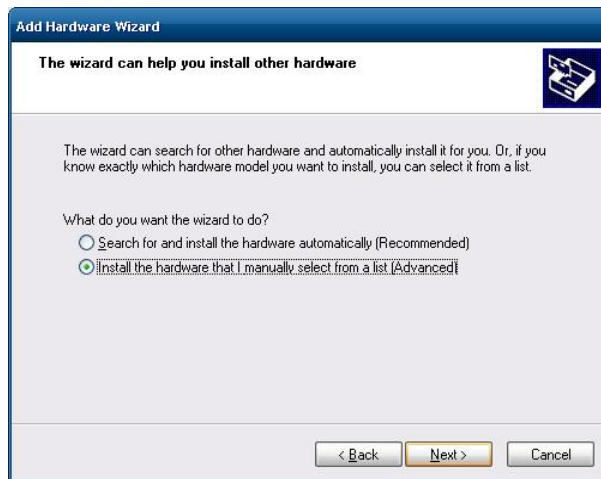 Add Hardware Wizard
The wizard can help you install other hardware
The wizard can search for other hardware and automatically install it for you. Or, if you
know exactly which hardware model you want to install, you can select it from a list.
What do you want the wizard to do?
Search for and install the hardware automatically (Recommended)
Install the hardware that I manually select from a list (Advanced)
< Back
Next >
Cancel